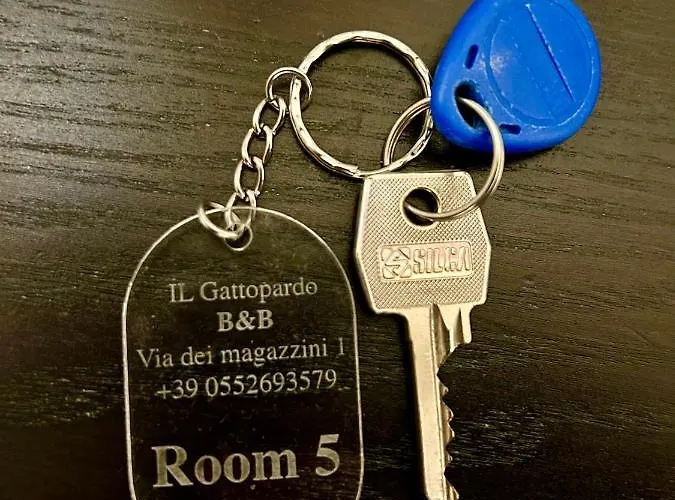 IL Gattopardo
B&B
Via dei magazzini 1
+39 0552693579
Room 5
SILCA